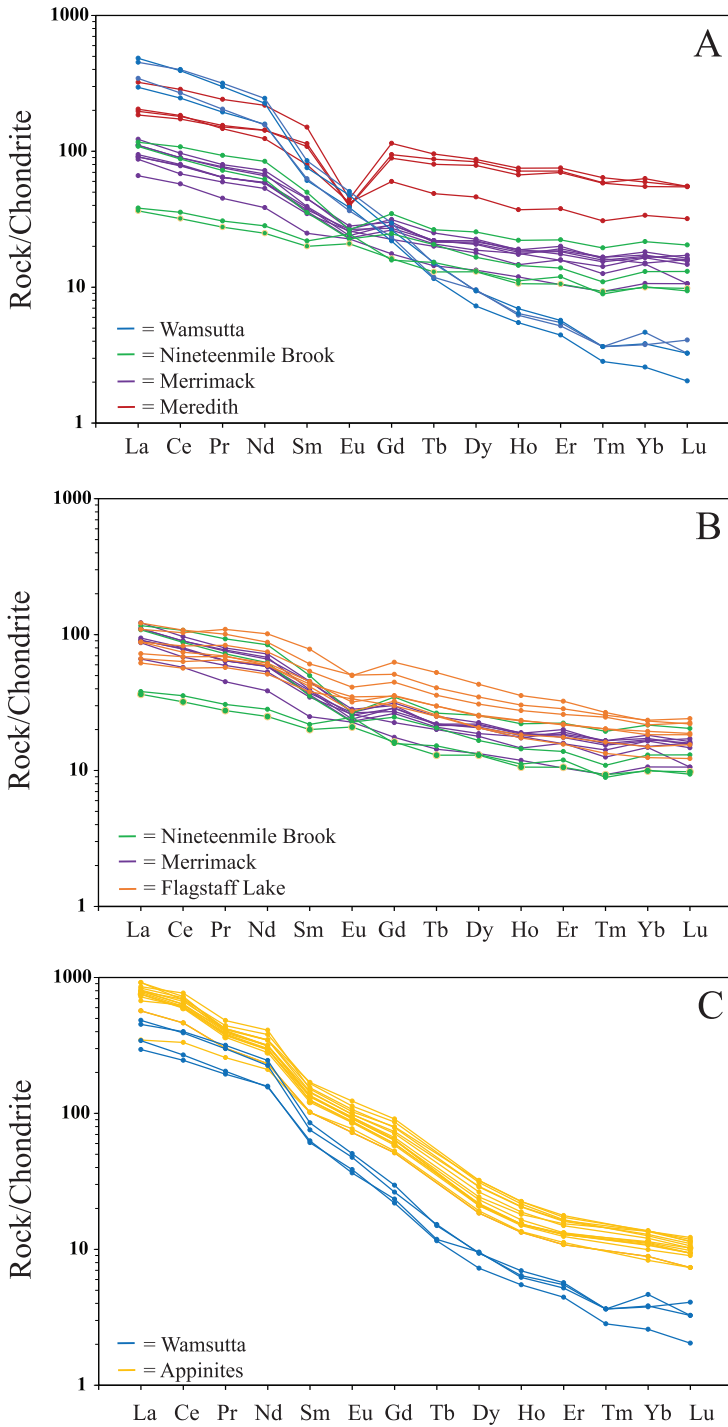 1000
A
100
Rock/Chondrite
10
= Wamsutta
= Nineteenmile Brook
= Merrimack
= Meredith
1
La Ce Pr Nd Sm Eu Gd Tb Dy Ho Er Tm Yb Lu
1000
B
100
Rock/Chondrite
10
= Nineteenmile Brook
= Merrimack
= Flagstaff Lake
1
La Ce Pr Nd Sm Eu Gd Tb Dy Ho Er Tm Yb Lu
1000
C
100
Rock/Chondrite
10
= Wamsutta
= Appinites
1
La Ce Pr Nd Sm Eu Gd Tb Dy Ho Er Tm Yb Lu